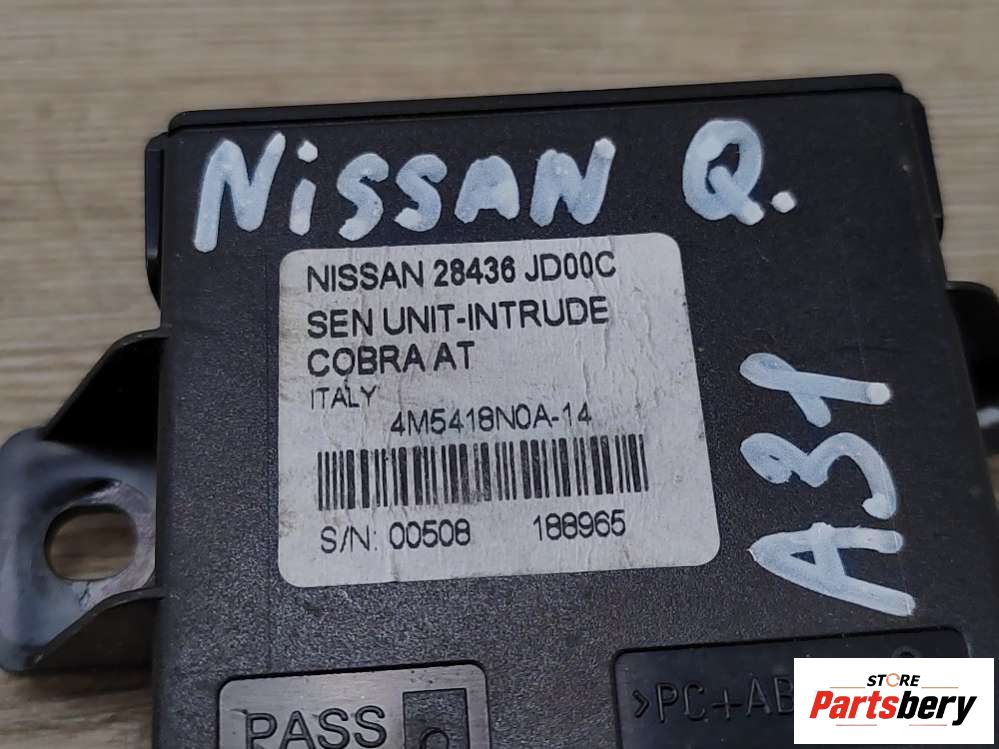 NISSAN Q.
NISSAN 28436 JD00C
SEN UNIT-INTRUDE
COBRA AT
ITALY
4M5418N0A-14
S/N: 00508 188965
A31
PASS
>PC+AB
STORE
Partsbery